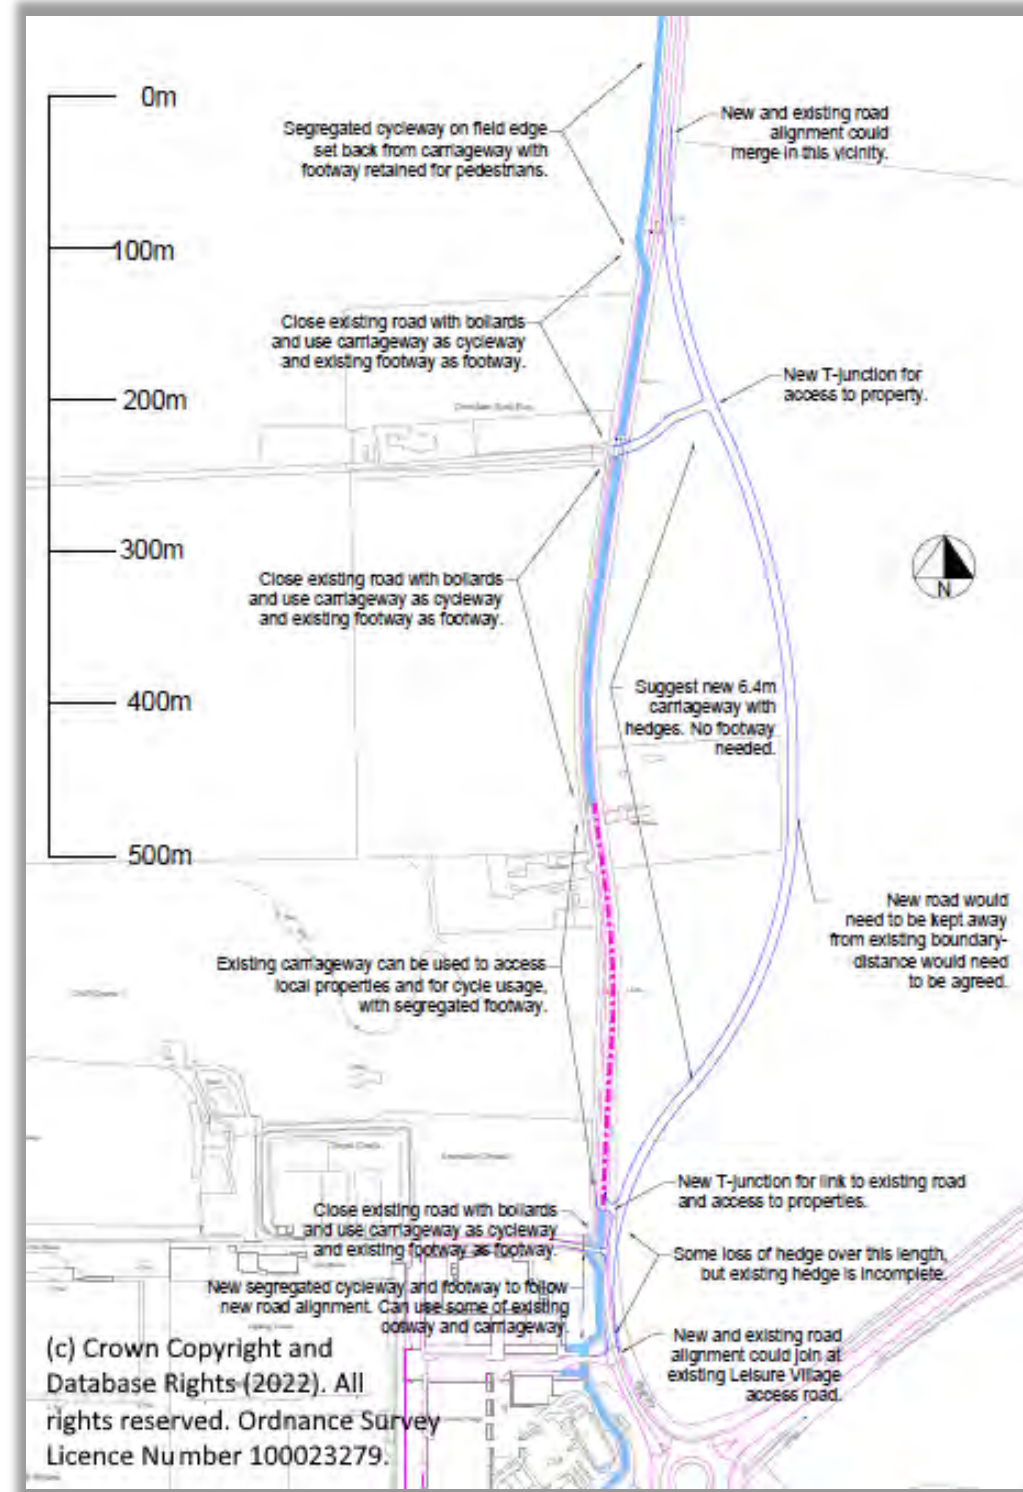 0m
Segregated cycleway on field edge
set back from carriageway with
footway retained for pedestrians.
New and existing road
alignment could
merge in this vicinity.
100m
Close existing road with bollards
and use carriageway as cycleway
and existing footway as footway.
New T-junction for
access to property.
200m
300m
N
Close existing road with bollards
and use carriageway as cycleway
and existing footway as footway.
400m
Suggest new 6.4m
carriageway with
hedges. No footway
needed.
500m
New road would
need to be kept away
from existing boundary-
distance would need
to be agreed.
Existing carriageway can be used to access
local properties and for cycle usage,
with segregated footway.
New T-junction for link to existing road
and access to properties.
Close existing road with bollards
and use carriageway as cycleway
and existing footway as footway.
Some loss of hedge over this length,
but existing hedge is incomplete.
New segregated cycleway and footway to follow
new road alignment. Can use some of existing
ootway and carriageway.
New and existing road
alignment could join at
existing Leisure Village
access road.
(c) Crown Copyright and
Database Rights (2022). All
rights reserved. Ordnance Survey
Licence Number 100023279.